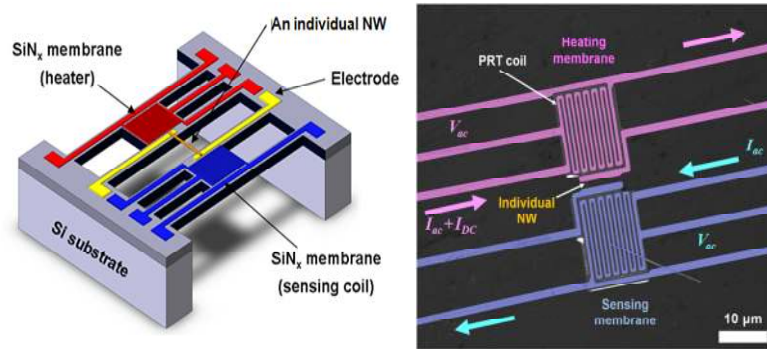 An individual NW
SiNx membrane
(heater)
Electrode
Si substrate
SiNx membrane
(sensing coil)
Heating
membrane
PRT coil
Vac
Iac
Individual
NW
Iac+IDC
Vac
Sensing
membrane
10 µm